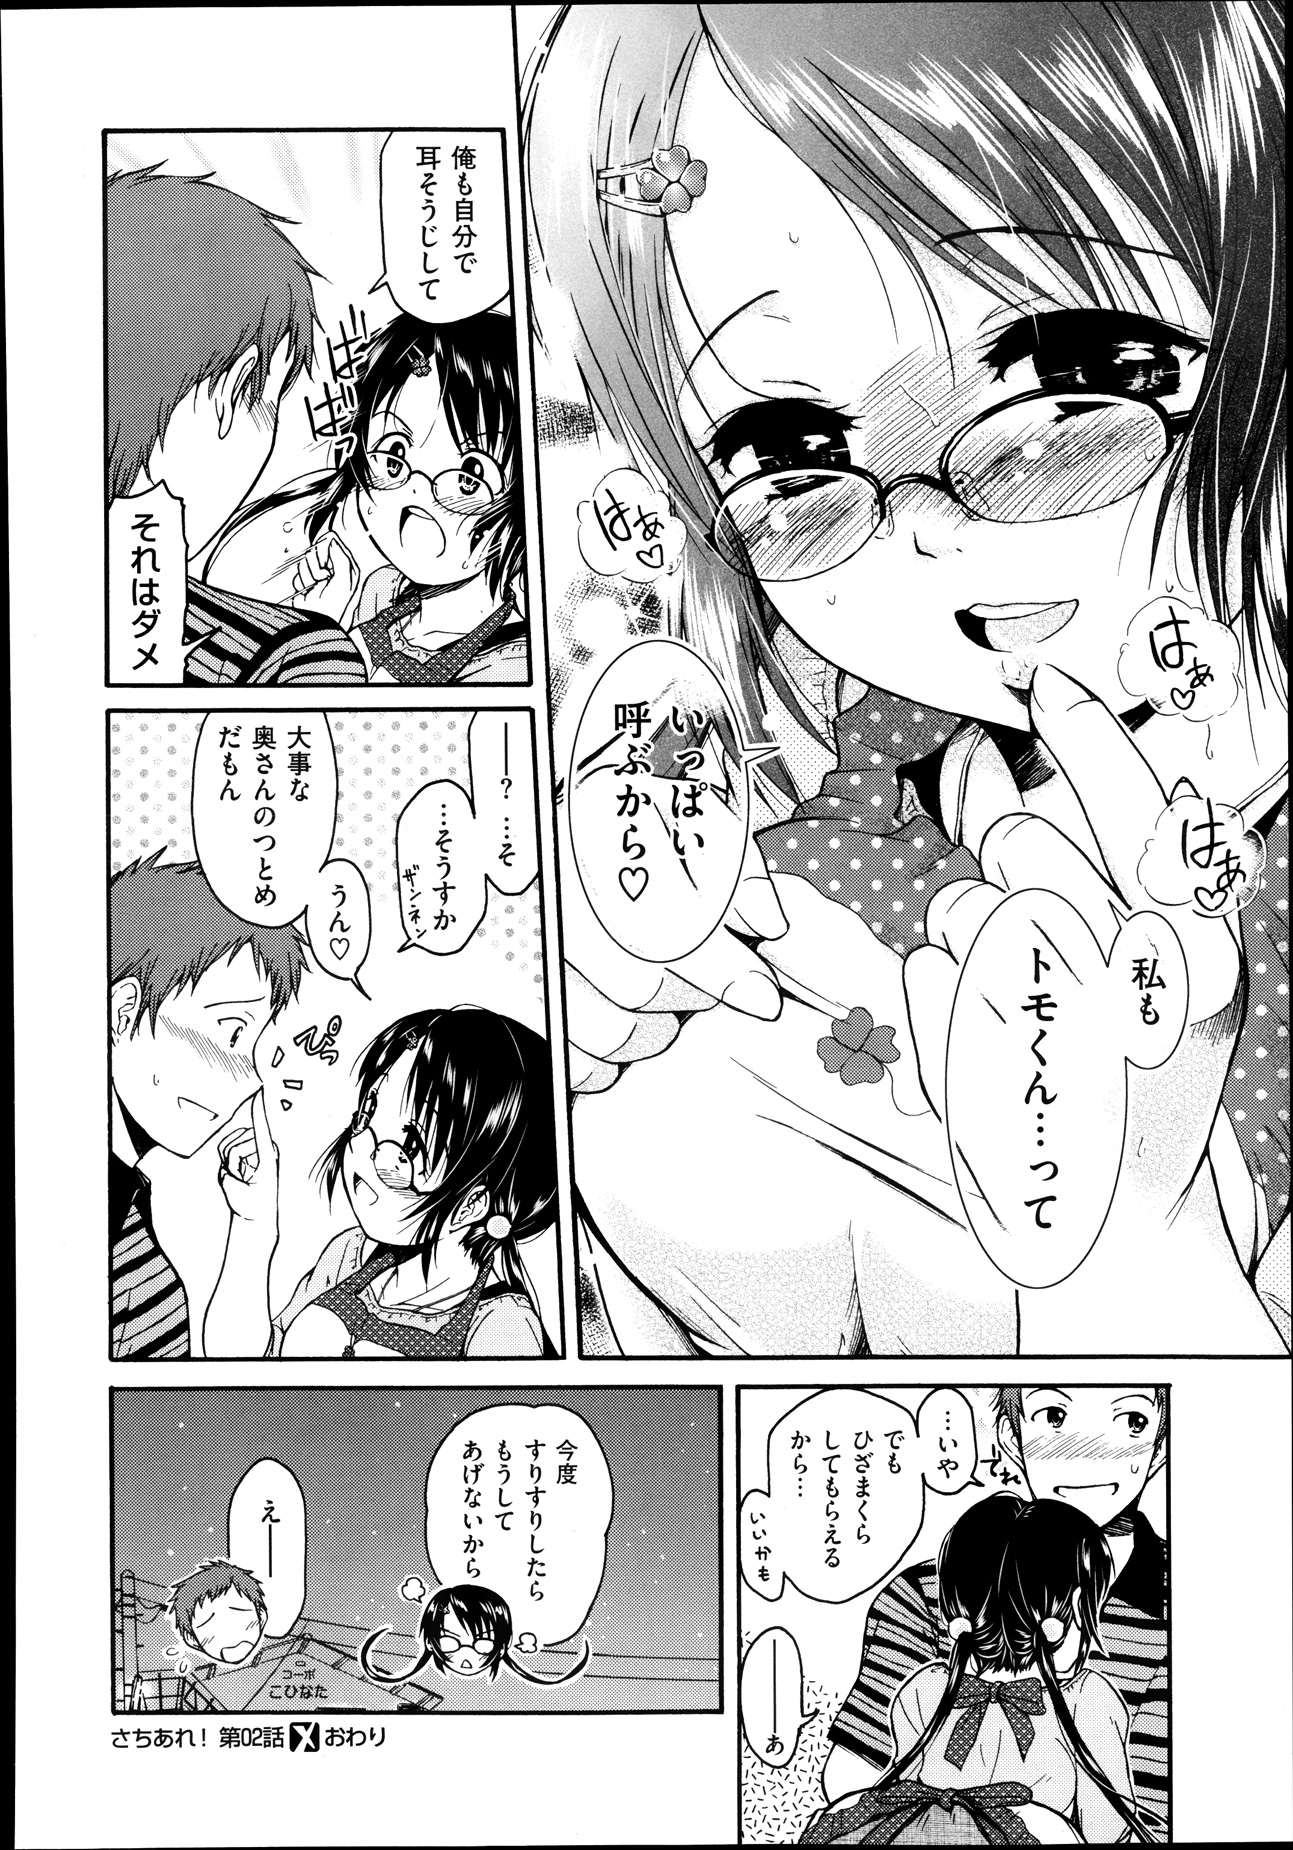 私も
トモくん…って
いっぱい
呼ぶから♡
はぁ♡
はぁ♡
はぁ♡
俺も自分で
耳そうじして
ばばばっ
それはダメ
――?…そ
…そうすか
ザンネン
大事な
奥さんのつとめ
だもん
うん♡
ぴっ
…いや
でれ
でも
ひざまくら
してもらえる
から…
いいかも
――あ
今度
すりすりしたら
もうして
あげないから
え――
コーポ
こひなた
さちあれ! 第02話 X おわり